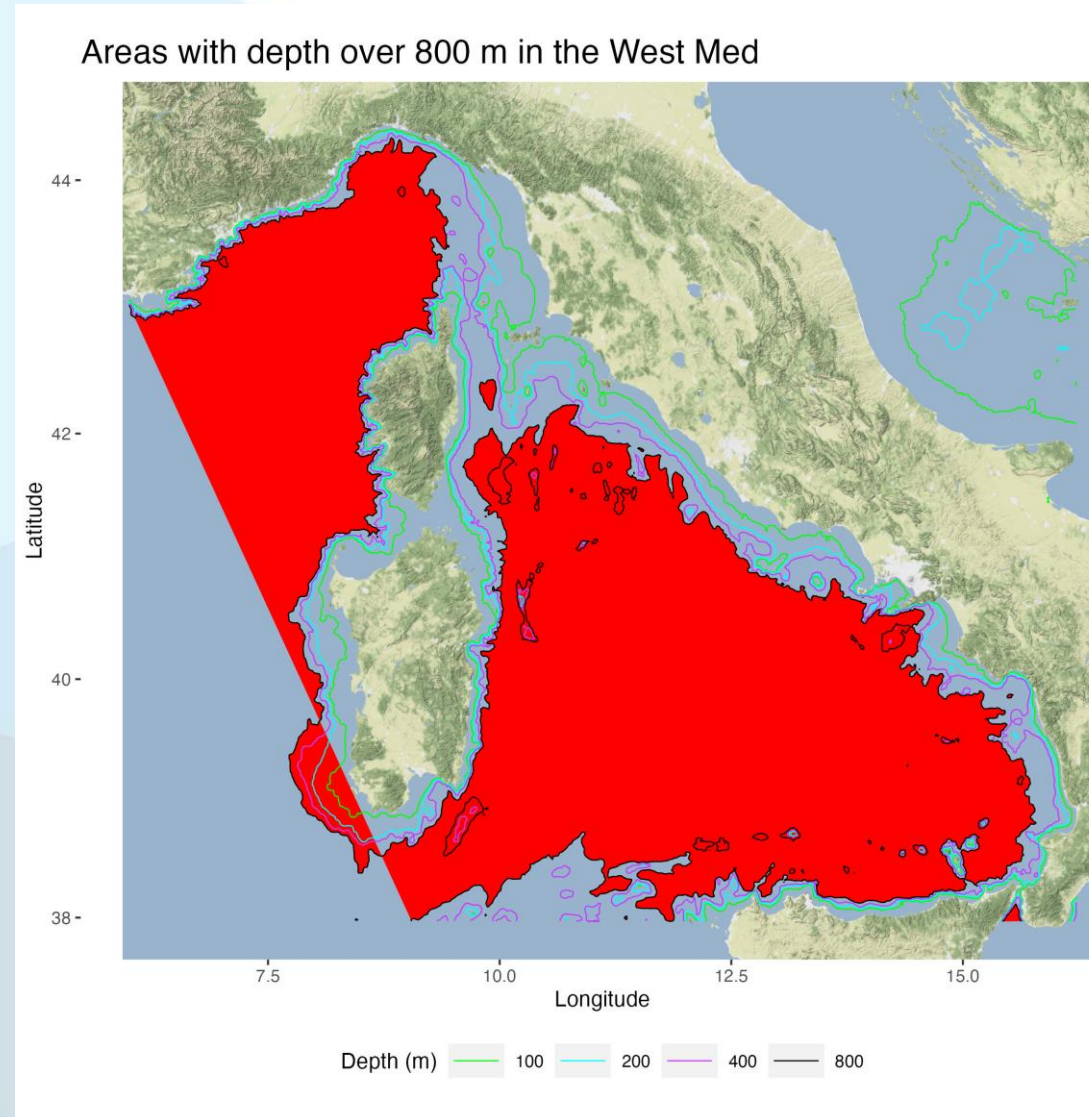 Areas with depth over 800 m in the West Med
44
42
40
38
Latitude
7.5 10.0 12.5 15.0
Longitude
Depth (m) 100 200 400 800